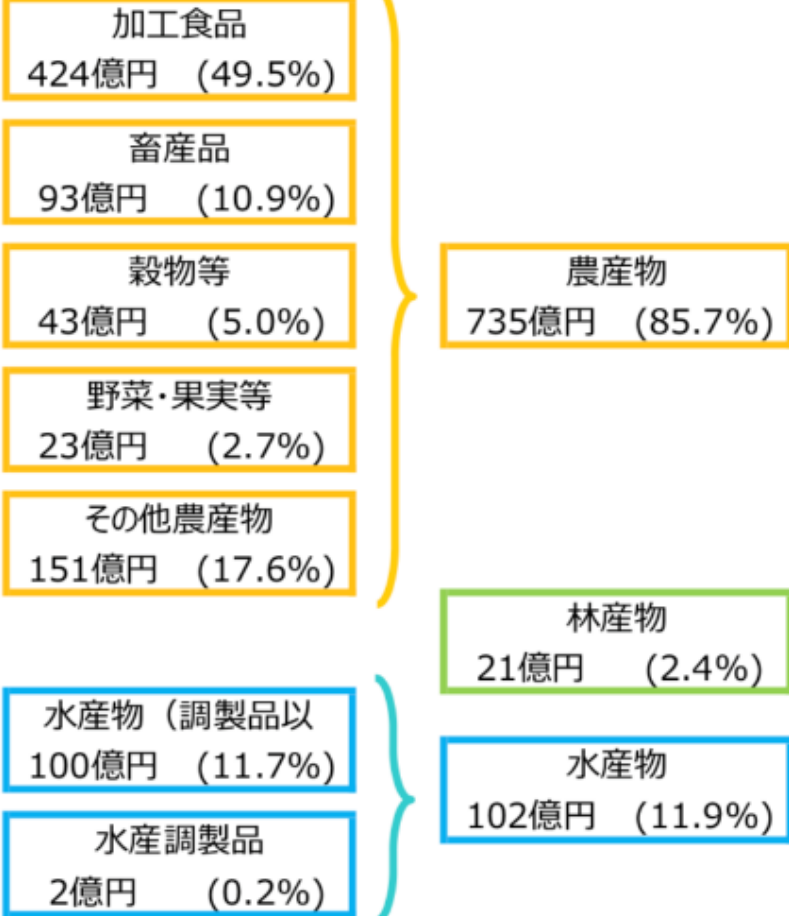 加工食品
424億円 (49.5%)
畜産品
93億円 (10.9%)
穀物等
43億円 (5.0%)
野菜・果実等
23億円 (2.7%)
その他農産物
151億円 (17.6%)
農産物
735億円 (85.7%)
林産物
21億円 (2.4%)
水産物（調製品以
100億円 (11.7%)
水産調製品
2億円 (0.2%)
水産物
102億円 (11.9%)